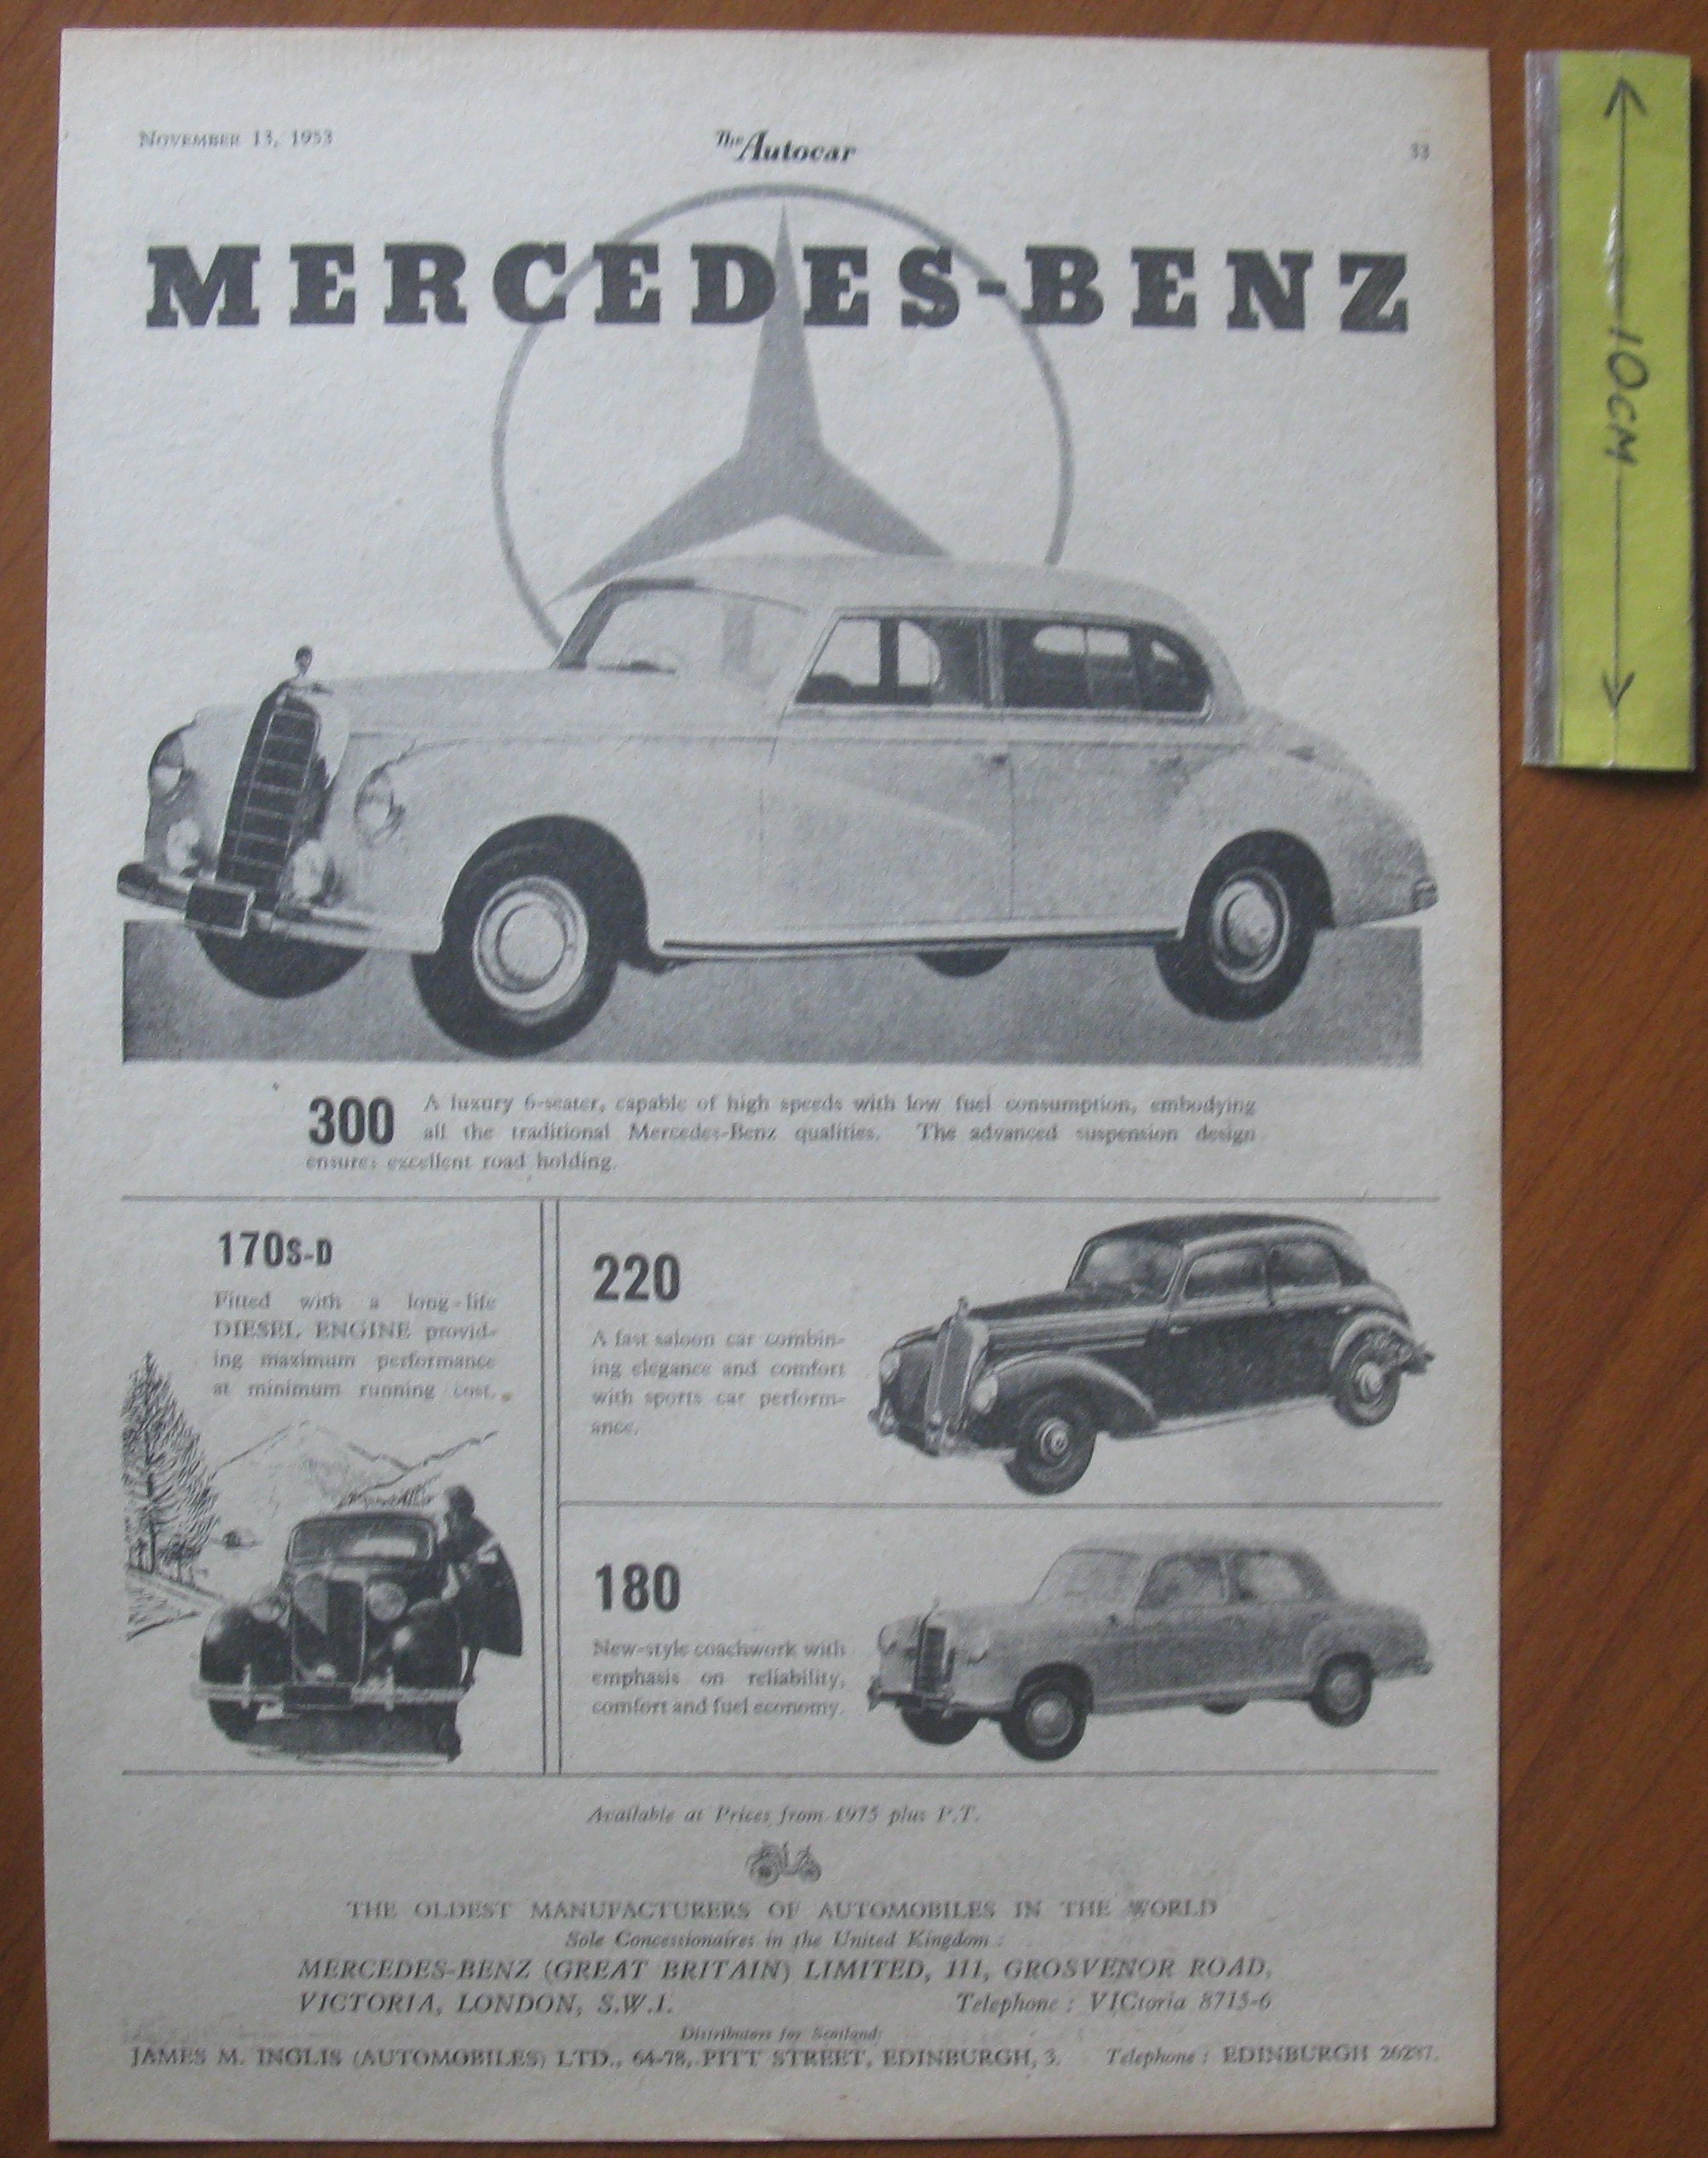 NOVEMBER 13, 1953
The Autocar
33
MERCEDES-BENZ
10CM
300 A luxury 6-seater, capable of high speeds with low fuel consumption, embodying
all the traditional Mercedes-Benz qualities. The advanced suspension design
ensures excellent road holding.
170S-D
Fitted with a long-life
DIESEL ENGINE provid-
ing maximum performance
at minimum running cost.
220
A fast saloon car combin-
ing elegance and comfort
with sports car perform-
ance.
180
New-style coachwork with
emphasis on reliability,
comfort and fuel economy.
Available at Prices from £975 plus P.T.
THE OLDEST MANUFACTURERS OF AUTOMOBILES IN THE WORLD
Sole Concessionaires in the United Kingdom :
MERCEDES-BENZ (GREAT BRITAIN) LIMITED, 111, GROSVENOR ROAD,
VICTORIA, LONDON, S.W.1. Telephone : VICtoria 8715-6
Distributors for Scotland:
JAMES M. INGLIS (AUTOMOBILES) LTD., 64-78, PITT STREET, EDINBURGH, 3. Telephone : EDINBURGH